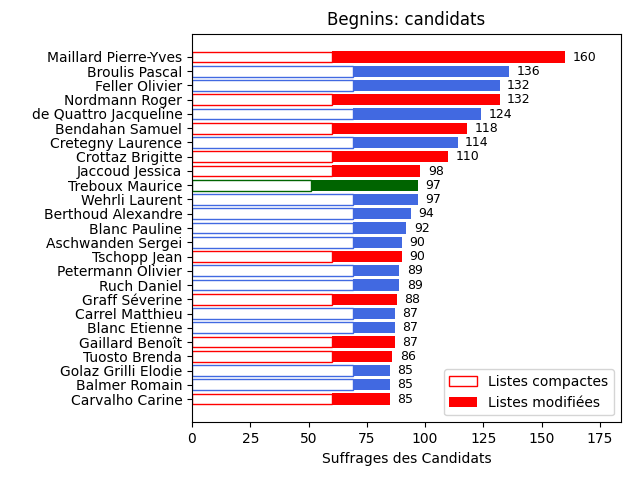 Begnins: candidats
Maillard Pierre-Yves 160
Broulis Pascal 136
Feller Olivier 132
Nordmann Roger 132
de Quattro Jacqueline 124
Bendahan Samuel 118
Cretegny Laurence 114
Crottaz Brigitte 110
Jaccoud Jessica 98
Treboux Maurice 97
Wehrli Laurent 97
Berthoud Alexandre 94
Blanc Pauline 92
Aschwanden Sergei 90
Tschopp Jean 90
Petermann Olivier 89
Ruch Daniel 89
Graff Séverine 88
Carrel Matthieu 87
Blanc Etienne 87
Gaillard Benoît 87
Tuosto Brenda 86
Golaz Grilli Elodie 85
Balmer Romain 85
Carvalho Carine 85
Listes compactes
Listes modifiées
0 25 50 75 100 125 150 175
Suffrages des Candidats